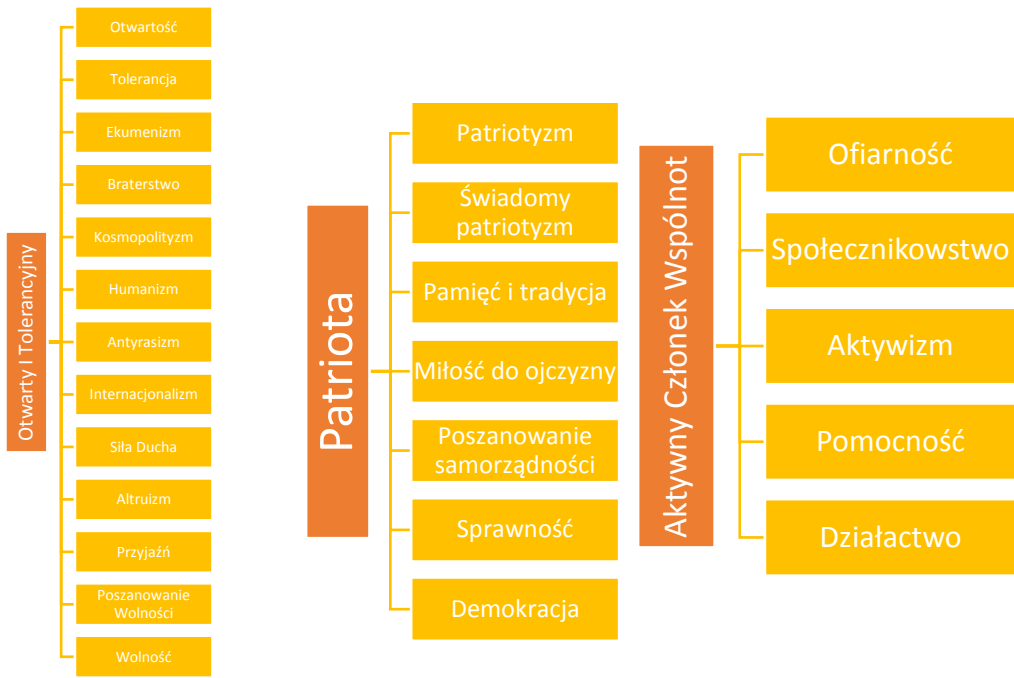 Otwarty I Tolerancyjny
Otwartość
Tolerancja
Ekumenizm
Braterstwo
Kosmopolityzm
Humanizm
Antyrasizm
Internacjonalizm
Siła Ducha
Altruizm
Przyjaźń
Poszanowanie
Wolności
Wolność
Patriota
Patriotyzm
Świadomy
patriotyzm
Pamięć i tradycja
Miłość do ojczyzny
Poszanowanie
samorządności
Sprawność
Demokracja
Aktywny Członek Wspólnot
Ofiarność
Społecznikowstwo
Aktywizm
Pomocność
Działactwo